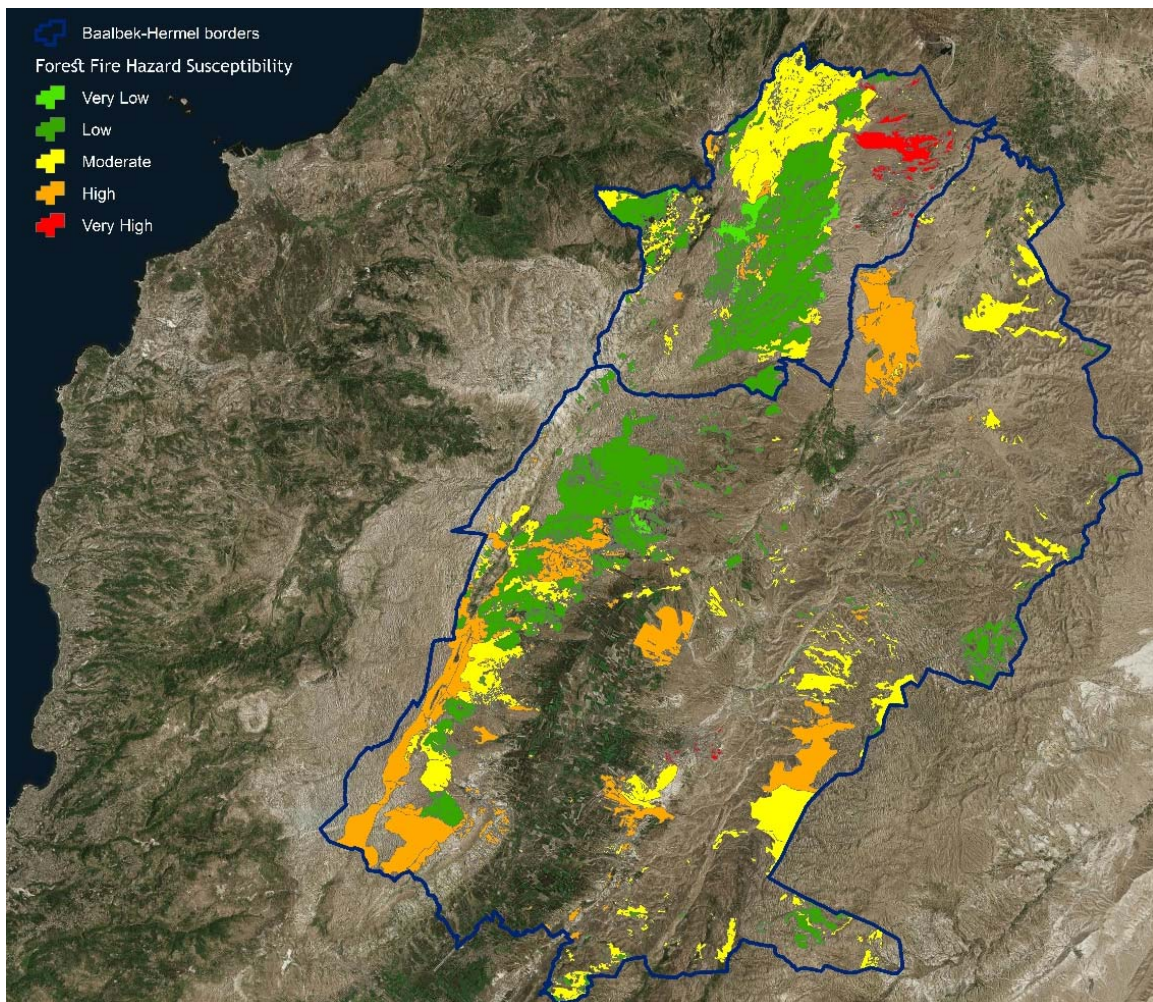 Baalbek-Hermel borders
Forest Fire Hazard Susceptibility
Very Low
Low
Moderate
High
Very High